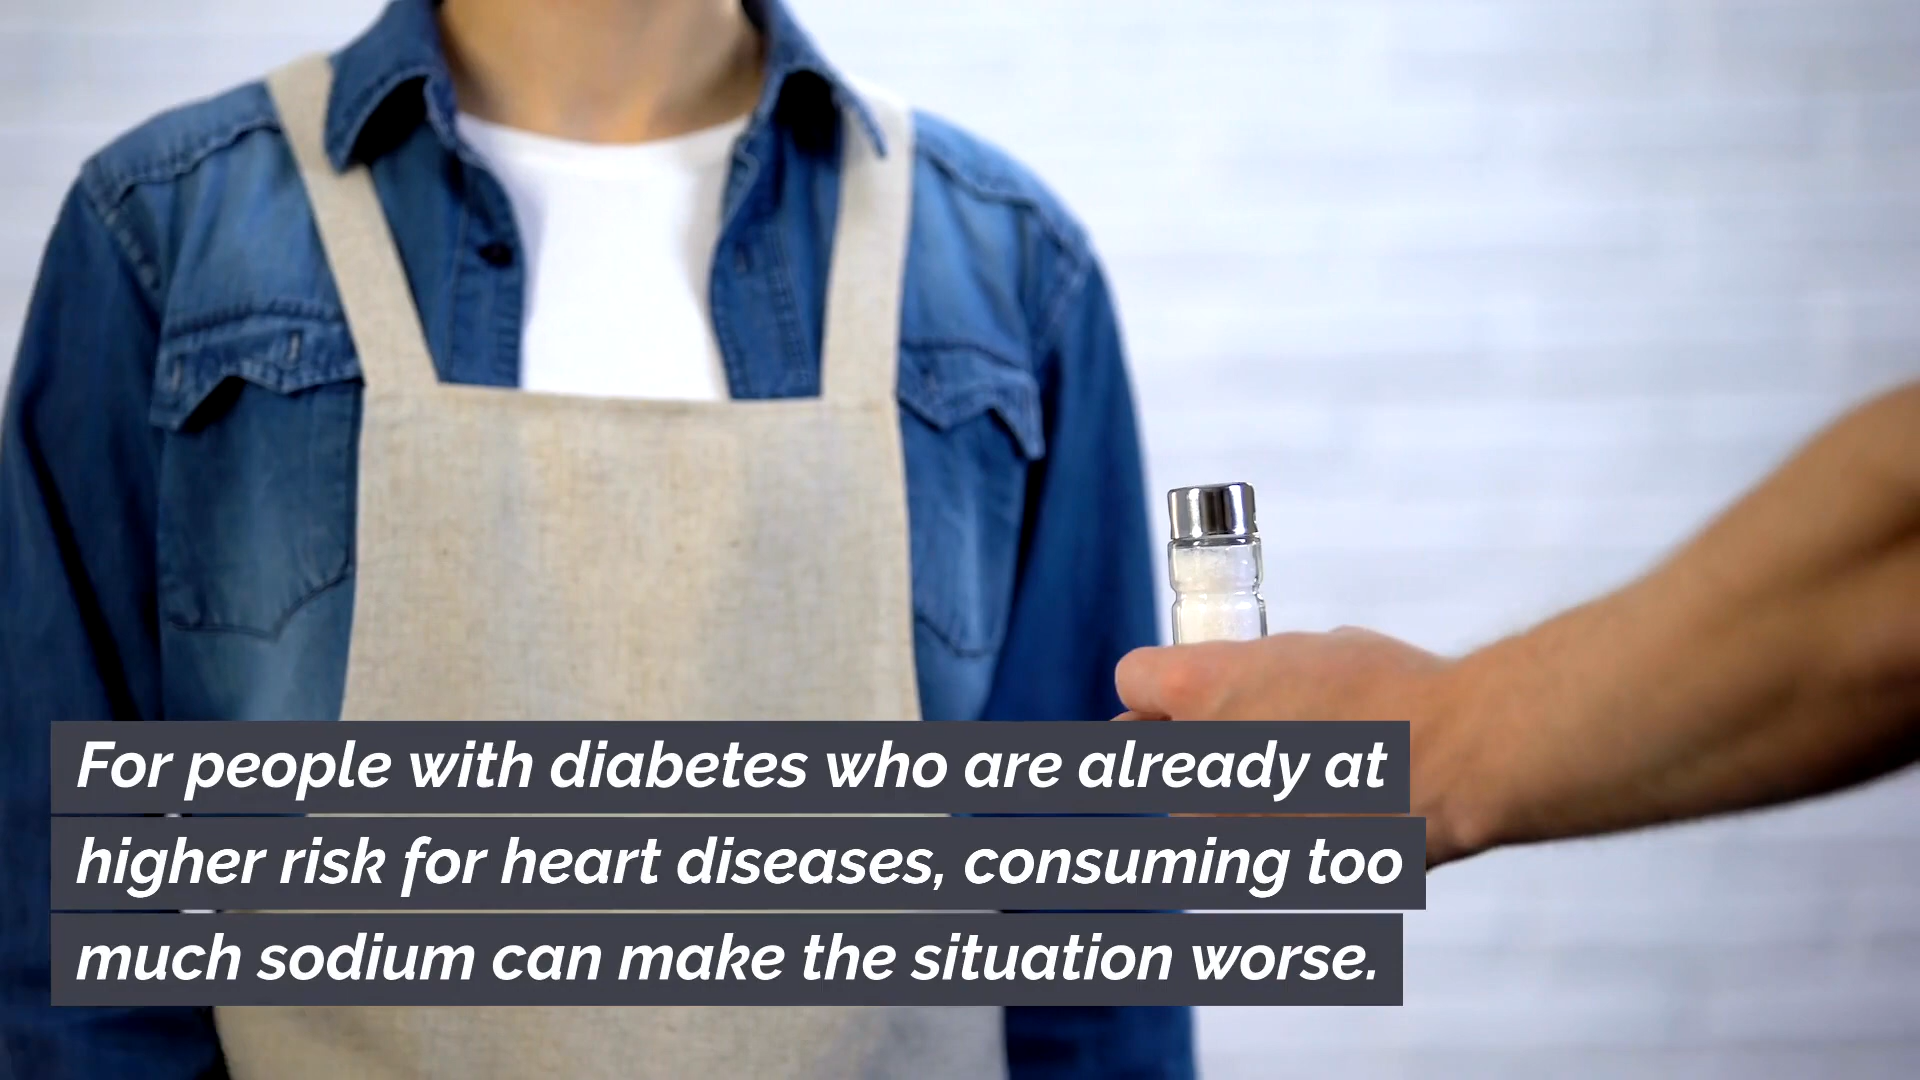 For people with diabetes who are already at
higher risk for heart diseases, consuming too
much sodium can make the situation worse.